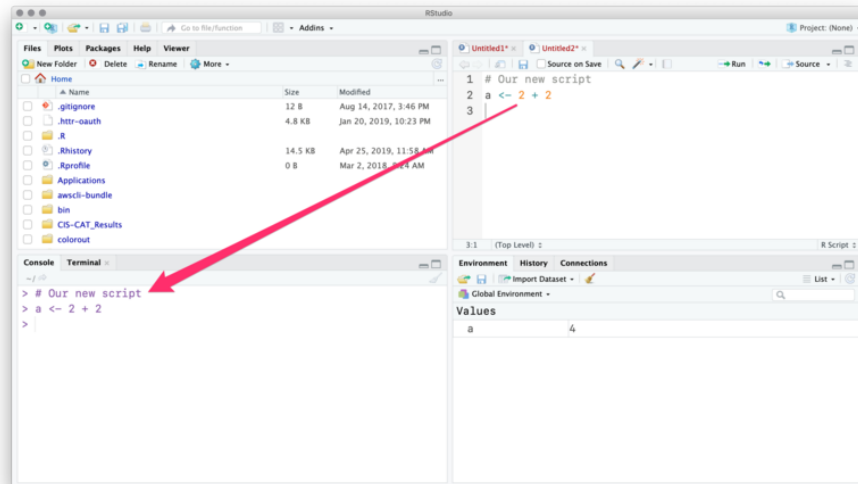 RStudio
Go to file/function Addins Project: (None)
Files Plots Packages Help Viewer
New Folder Delete Rename More
Home
Name Size Modified
.gitignore 12 B Aug 14, 2017, 3:46 PM
.httr-oauth 4.8 KB Jan 20, 2019, 10:23 PM
.R
.Rhistory 14.5 KB Apr 25, 2019, 11:58 AM
.Rprofile 0 B Mar 2, 2018, 24 AM
Applications
awscli-bundle
bin
CIS-CAT_Results
colorout
Untitled1* Untitled2*
Source on Save Run Source
1 # Our new script
2 a <- 2 + 2
3
3:1 (Top Level) R Script
Console Terminal
~/
> # Our new script
> a <- 2 + 2
>
Environment History Connections
Import Dataset List
Global Environment
Values
a 4